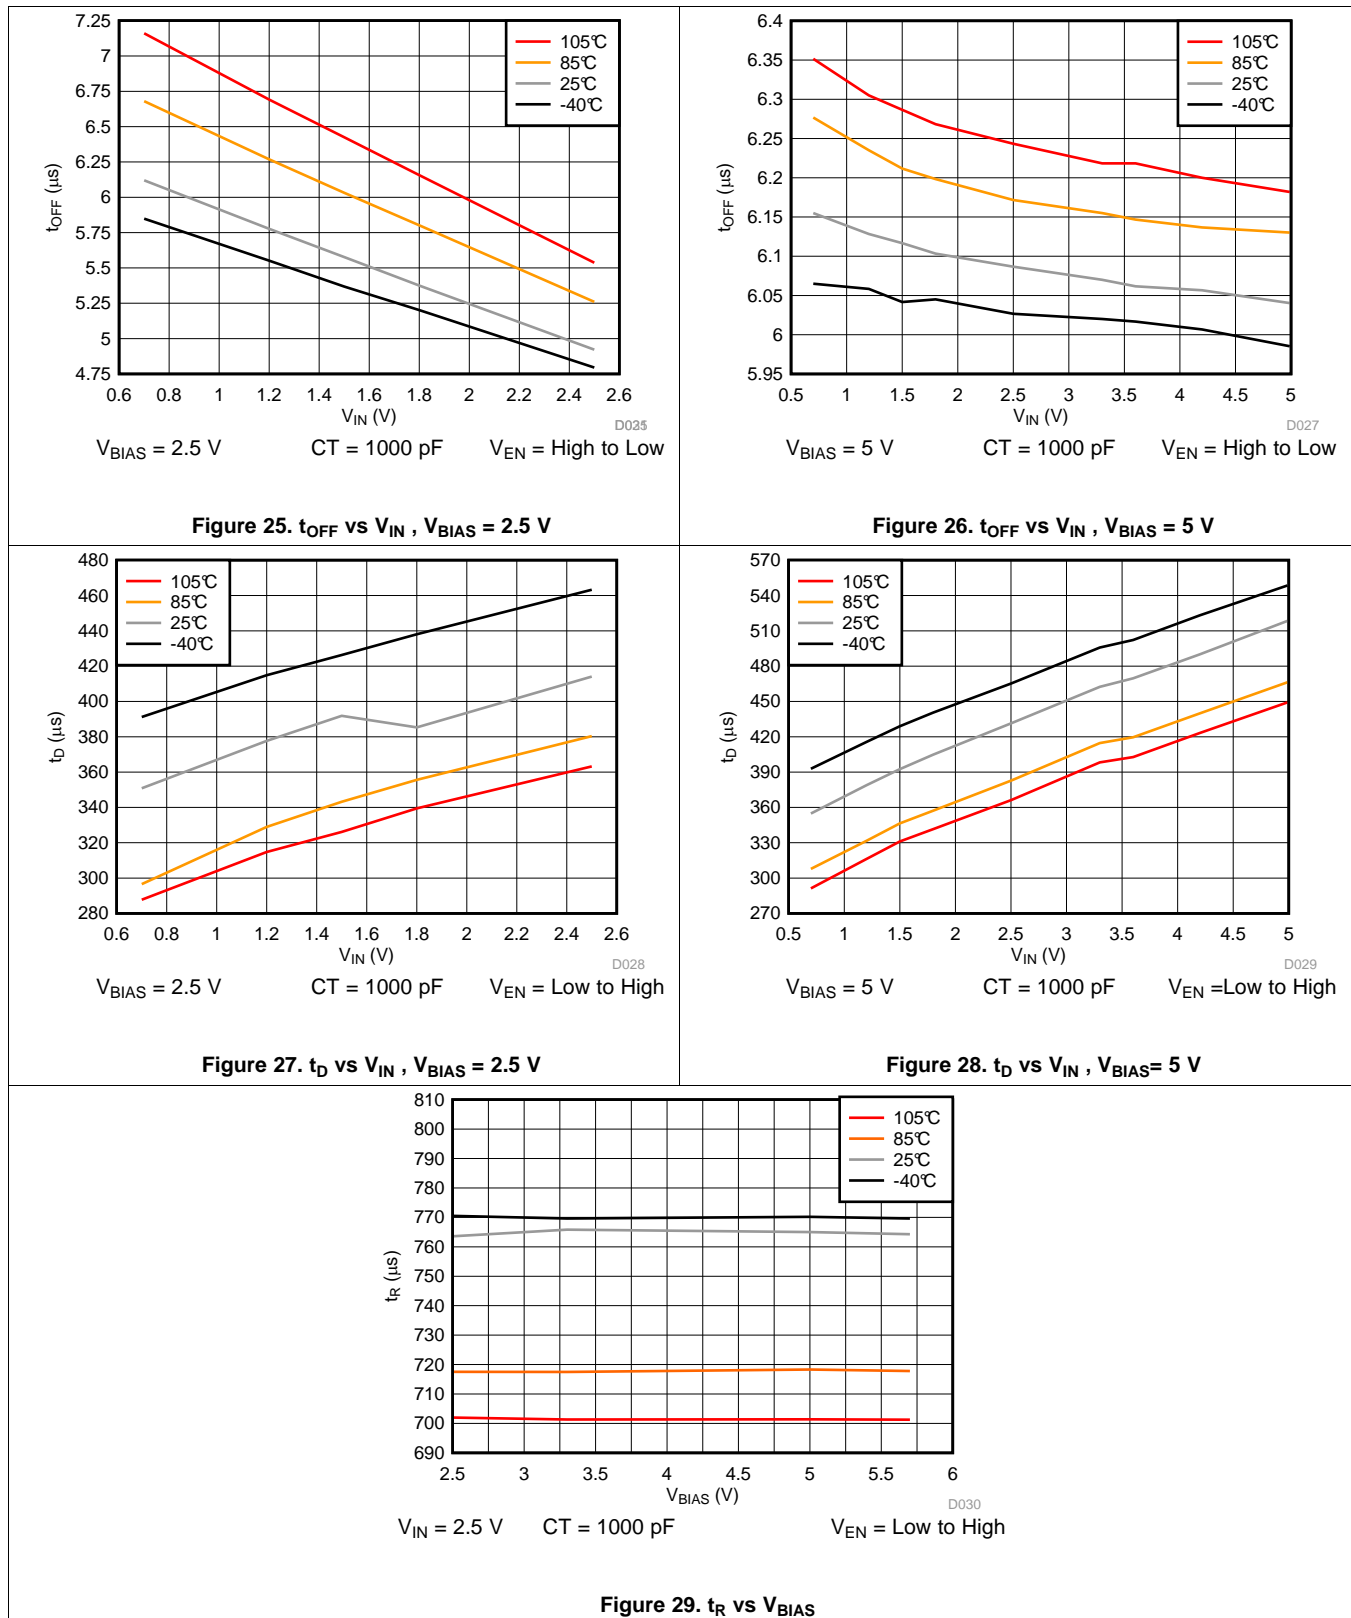 7.25
7
6.75
6.5
6.25
6
5.75
5.5
5.25
5
4.75
tOFF (µs)
105°C
85°C
25°C
-40°C
0.6 0.8 1 1.2 1.4 1.6 1.8 2 2.2 2.4 2.6
VIN (V)
VBIAS = 2.5 V CT = 1000 pF VEN = High to Low
Figure 25. tOFF vs VIN , VBIAS = 2.5 V
6.4
6.35
6.3
6.25
6.2
6.15
6.1
6.05
6
5.95
tOFF (µs)
105°C
85°C
25°C
-40°C
0.5 1 1.5 2 2.5 3 3.5 4 4.5 5
VIN (V)
D027
VBIAS = 5 V CT = 1000 pF VEN = High to Low
Figure 26. tOFF vs VIN , VBIAS = 5 V
480
460
440
420
400
380
360
340
320
300
280
tD (µs)
105°C
85°C
25°C
-40°C
0.6 0.8 1 1.2 1.4 1.6 1.8 2 2.2 2.4 2.6
VIN (V)
D028
VBIAS = 2.5 V CT = 1000 pF VEN = Low to High
Figure 27. tD vs VIN , VBIAS = 2.5 V
570
540
510
480
450
420
390
360
330
300
270
tD (µs)
105°C
85°C
25°C
-40°C
0.5 1 1.5 2 2.5 3 3.5 4 4.5 5
VIN (V)
D029
VBIAS = 5 V CT = 1000 pF VEN =Low to High
Figure 28. tD vs VIN , VBIAS= 5 V
810
800
790
780
770
760
750
740
730
720
710
700
690
tR (µs)
105°C
85°C
25°C
-40°C
2.5 3 3.5 4 4.5 5 5.5 6
VBIAS (V)
D030
VIN = 2.5 V CT = 1000 pF VEN = Low to High
Figure 29. tR vs VBIAS